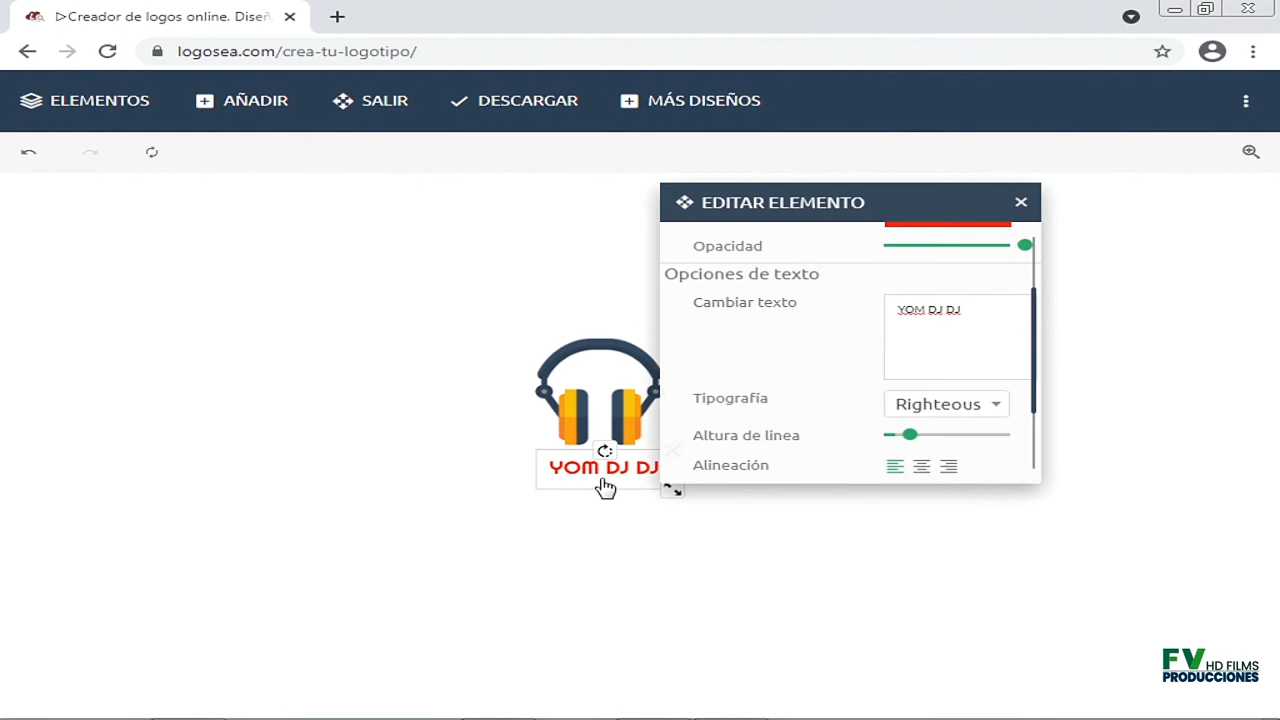 ▷Creador de logos online. Diseñ
logosea.com/crea-tu-logotipo/
ELEMENTOS
AÑADIR
SALIR
DESCARGAR
MÁS DISEÑOS
EDITAR ELEMENTO
Opacidad
Opciones de texto
Cambiar texto
YOM DJ DJ
Tipografía
Righteous
Altura de linea
Alineación
YOM DJ DJ
FV HD FILMS
PRODUCCIONES